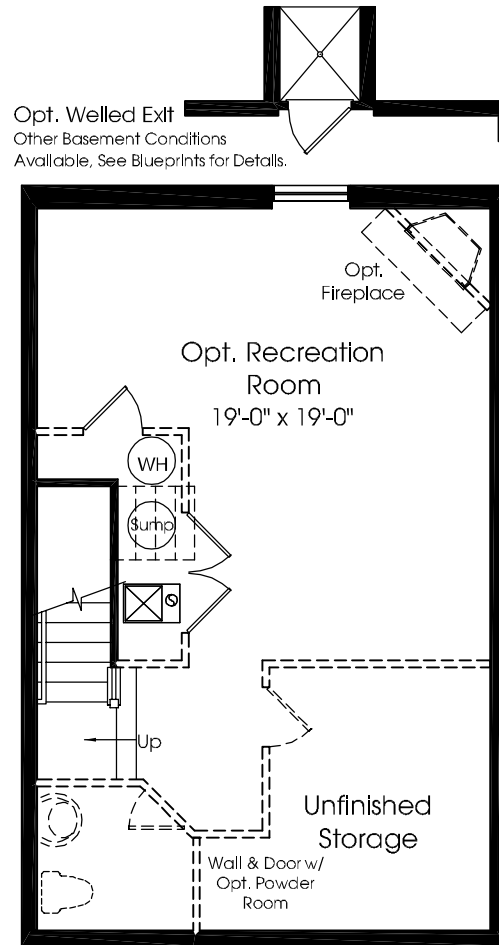 Opt. Welled Exit
Other Basement Conditions
Available, See Blueprints for Details.
Opt.
Fireplace
Opt. Recreation
Room
19'-0" x 19'-0"
WH
Sump
Up
Unfinished
Storage
Wall & Door w/
Opt. Powder
Room